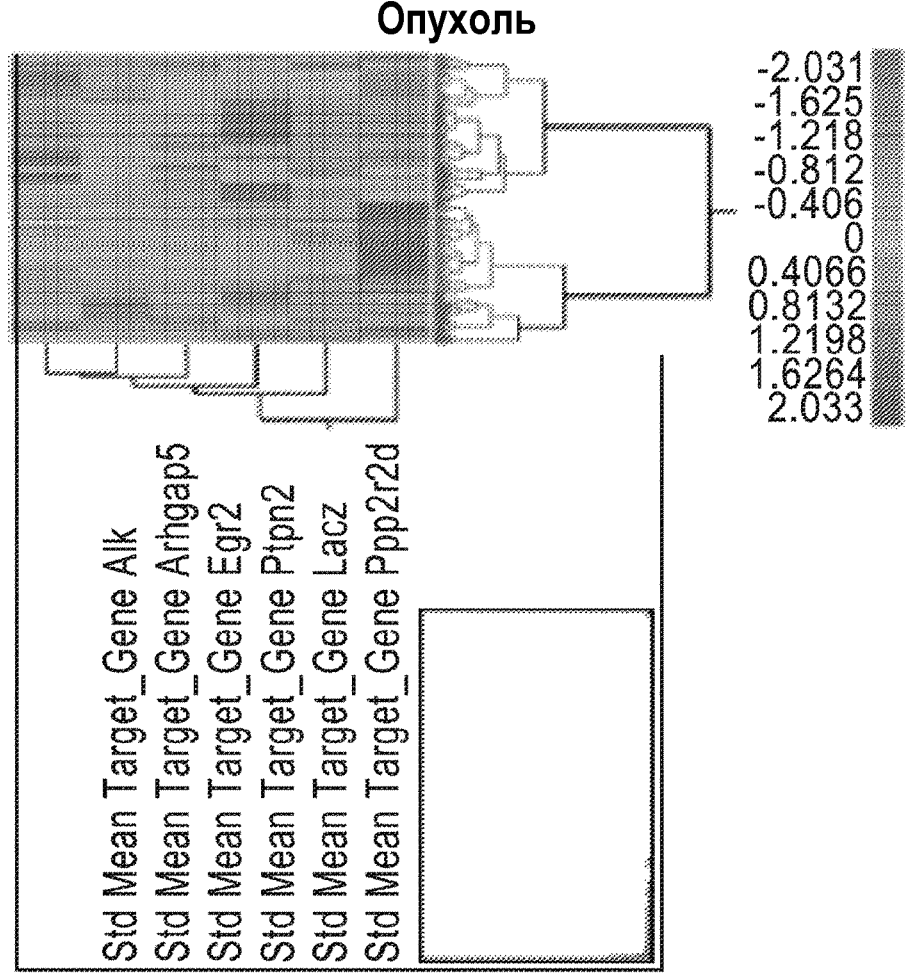 Опухоль
-2.031
-1.625
-1.218
-0.812
-0.406
0
0.4066
0.8132
1.2198
1.6264
2.033
Std Mean Target_Gene Alk
Std Mean Target_Gene Arhgap5
Std Mean Target_Gene Egr2
Std Mean Target_Gene Ptpn2
Std Mean Target_Gene Lacz
Std Mean Target_Gene Ppp2r2d